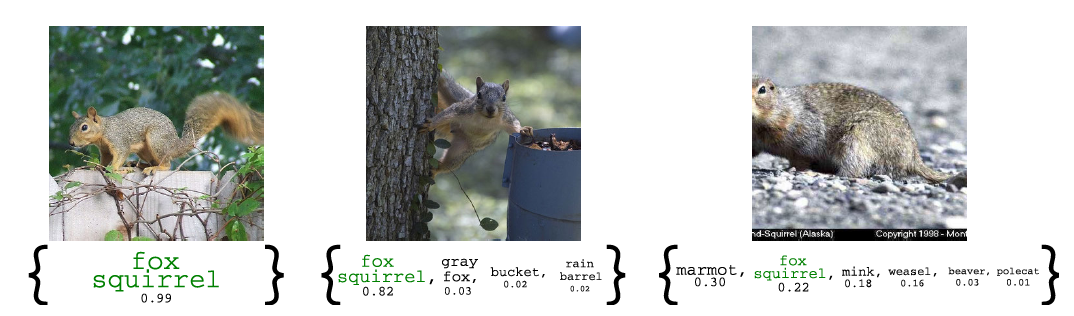 nd-Squirrel (Alaska) Copyright 1998 - Mont
{ fox squirrel 0.99 }
{ fox squirrel, 0.82 gray fox, 0.03 bucket, 0.02 rain barrel 0.02 }
{ marmot, 0.30 fox squirrel, 0.22 mink, 0.18 weasel, 0.16 beaver, 0.03 polecat 0.01 }